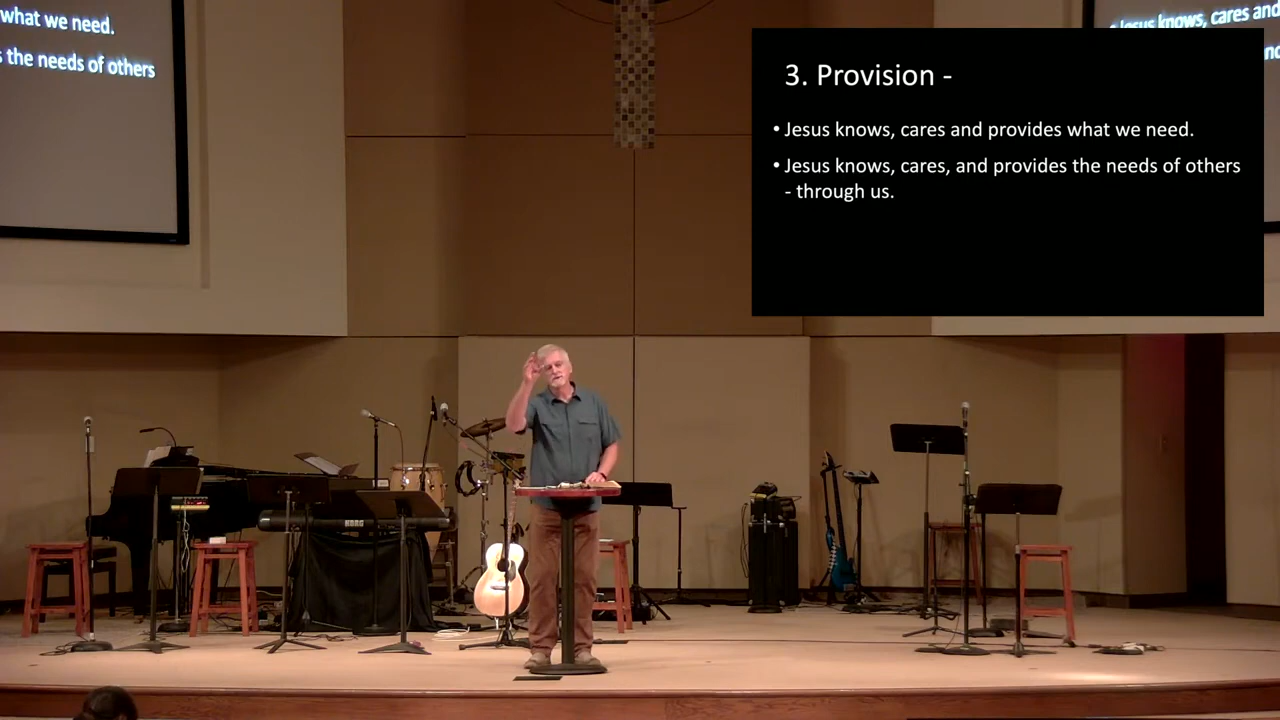 what we need.
the needs of others
Jesus knows, cares and
3. Provision -
• Jesus knows, cares and provides what we need.
• Jesus knows, cares, and provides the needs of others
- through us.
KORG